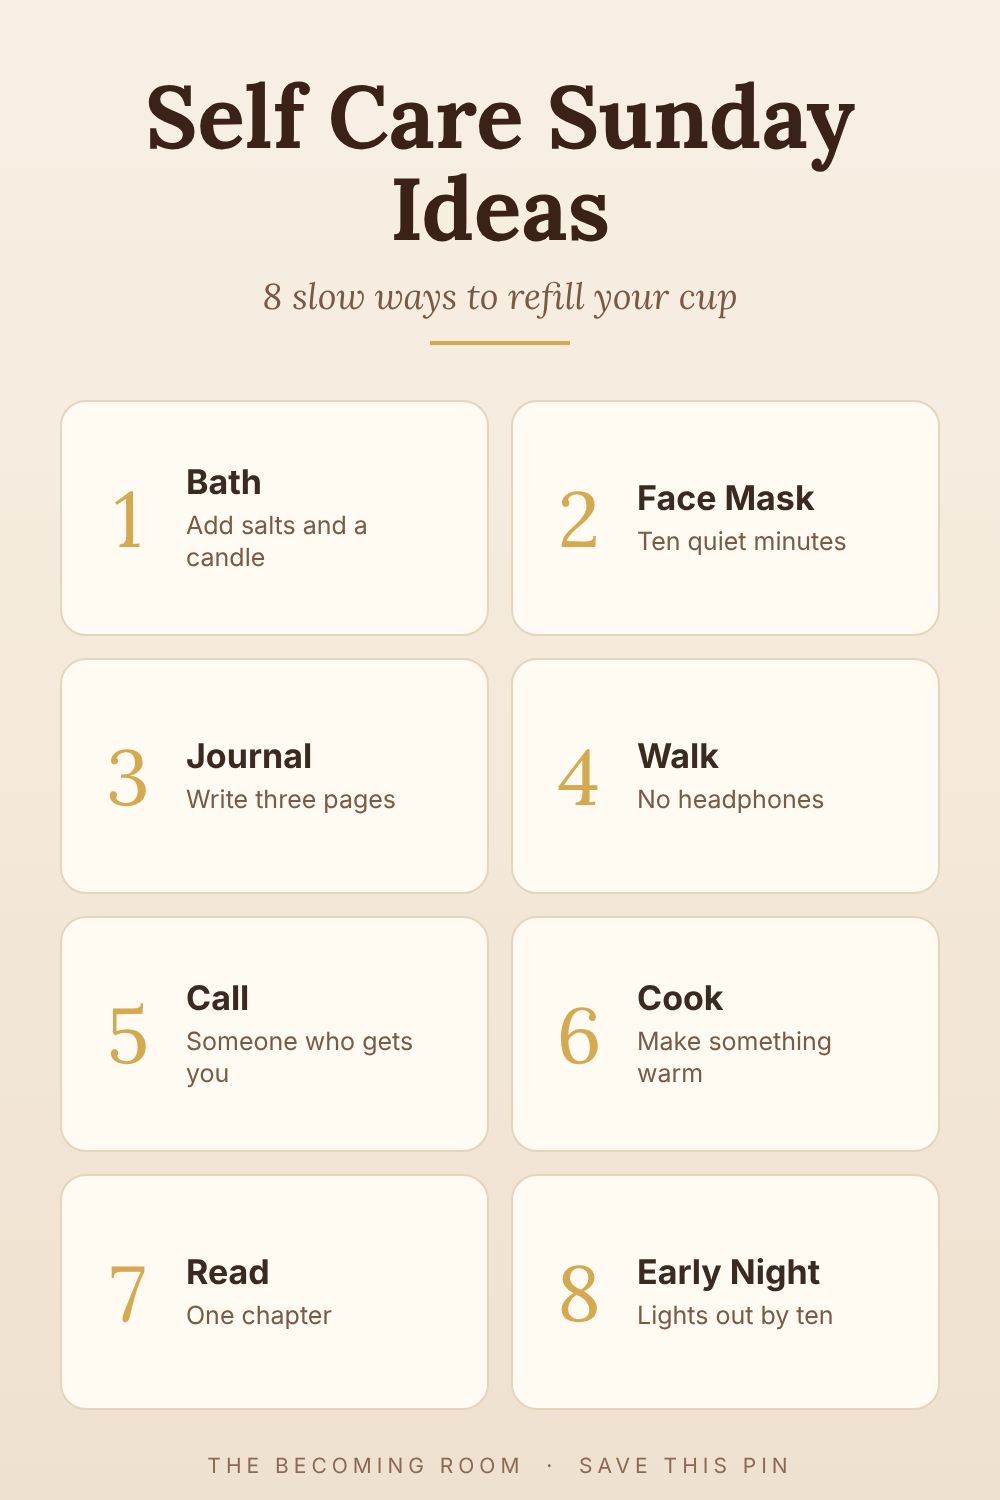 Self Care Sunday
Ideas
8 slow ways to refill your cup
1
Bath
Add salts and a
candle
2
Face Mask
Ten quiet minutes
3
Journal
Write three pages
4
Walk
No headphones
5
Call
Someone who gets
you
6
Cook
Make something
warm
7
Read
One chapter
8
Early Night
Lights out by ten
THE BECOMING ROOM · SAVE THIS PIN